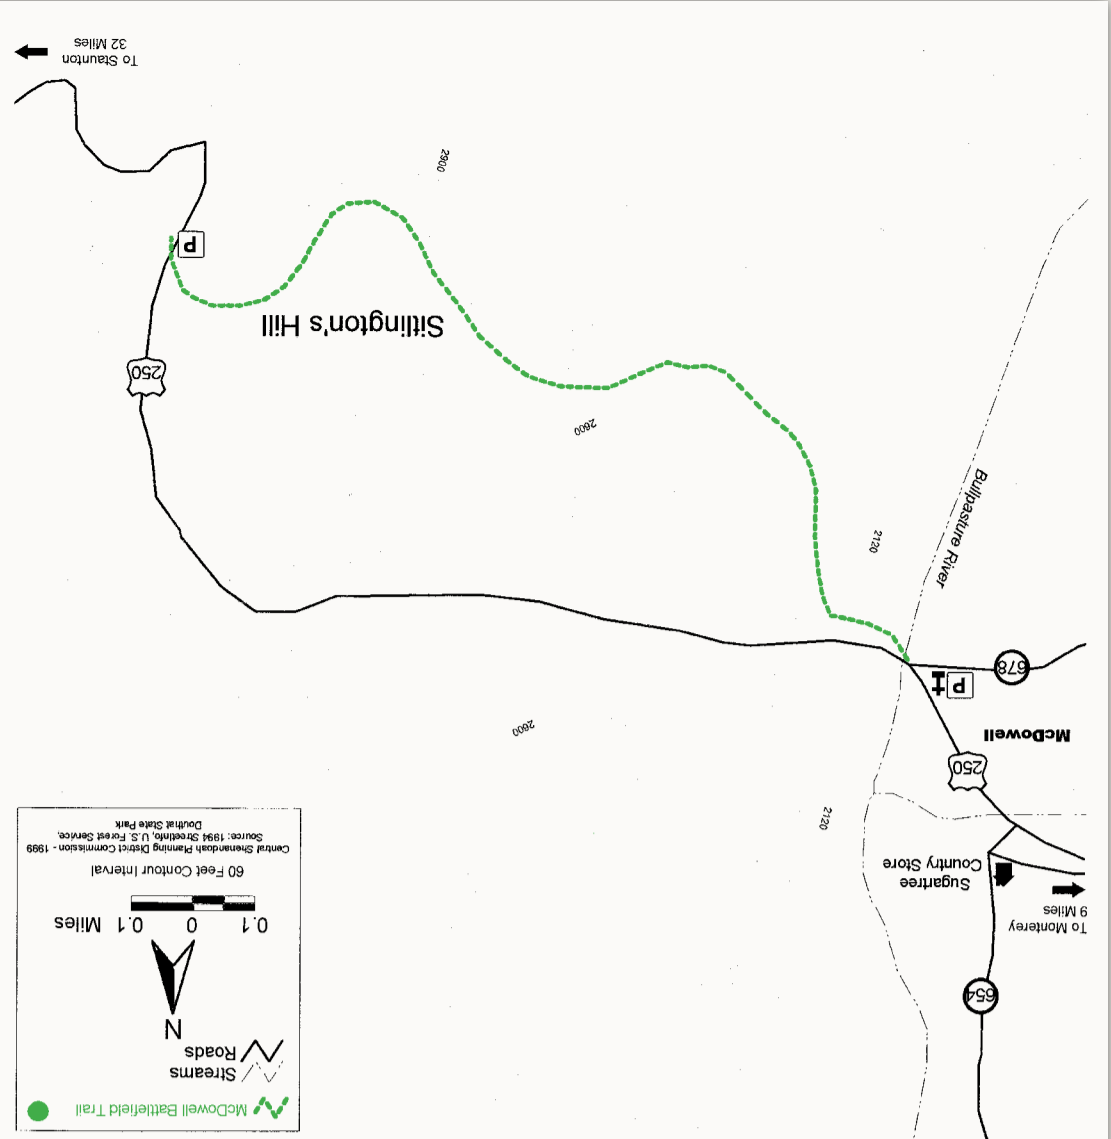 McDowell Battlefield Trail
Streams
Roads
N
0.1 0 0.1 Miles
60 Feet Contour Interval
Central Shenandoah Planning District Commission - 1999
Source: 1994 Streetinfo, U.S. Forest Service,
Douthat State Park
654
To Monterey
9 Miles
Sugartree
Country Store
2120
250
McDowell
2600
P
678
Bullpasture River
2120
2600
250
Sitlington's Hill
P
2900
To Staunton
32 Miles